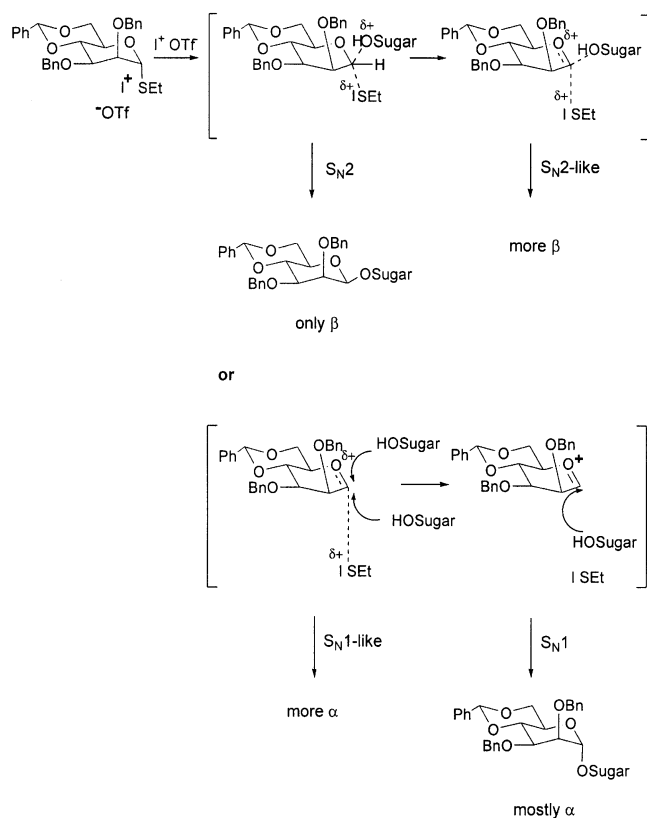 Ph O O OBn O BnO I⁺ SEt ⁻OTf
I⁺ OTf
Ph O O OBn O BnO δ+ HOSugar H δ+ I SEt
Ph O O OBn O δ+ BnO HOSugar δ+ I SEt
SN2
SN2-like
Ph O O OBn O BnO OSugar
more β
only β
or
Ph O O OBn O δ+ BnO HOSugar HOSugar δ+ I SEt
Ph O O OBn O+ BnO HOSugar I SEt
SN1-like
SN1
more α
Ph O O OBn O BnO OSugar
mostly α